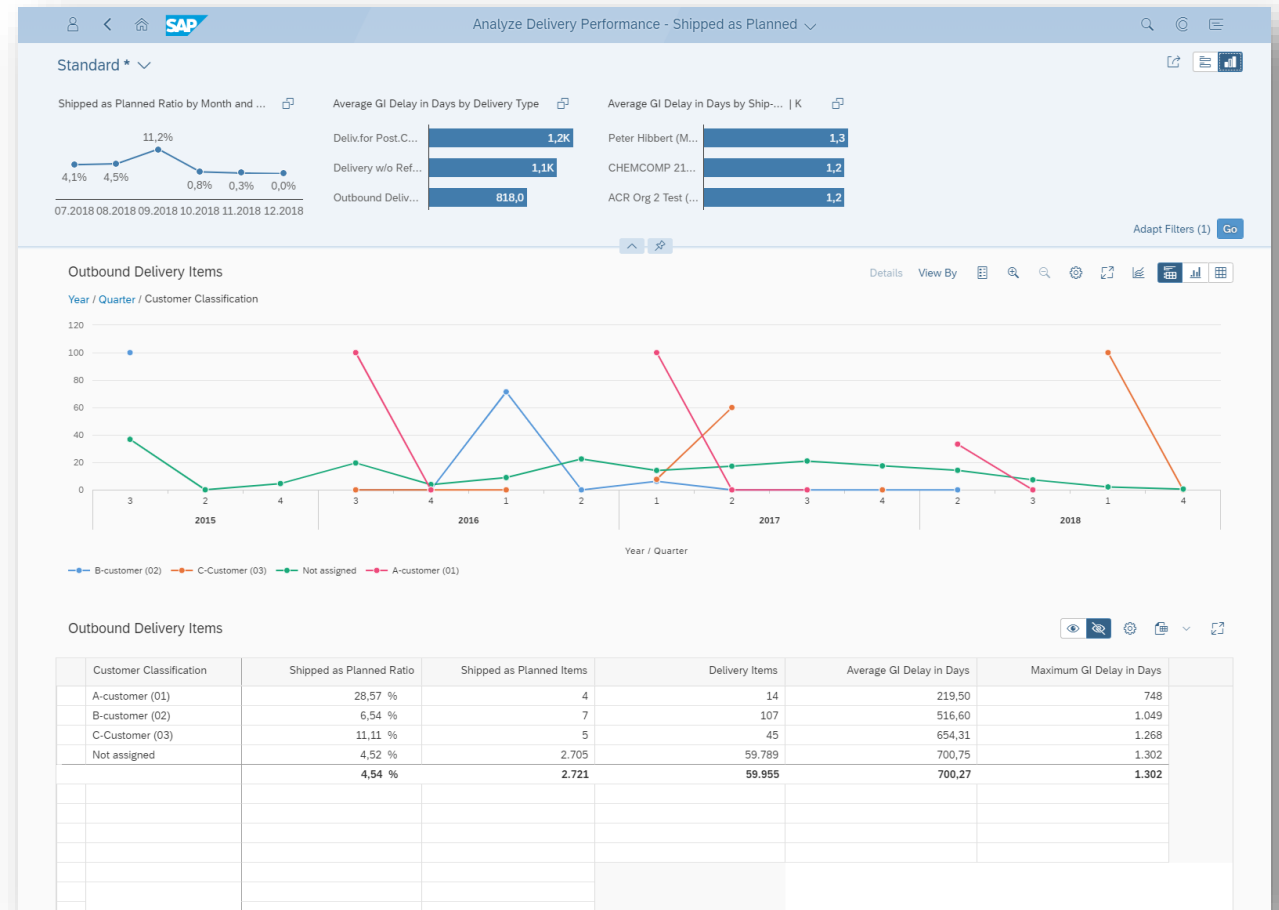 SAP
Analyze Delivery Performance - Shipped as Planned
Standard *
Shipped as Planned Ratio by Month and ...
11,2%
4,1% 4,5% 0,8% 0,3% 0,0%
07.2018 08.2018 09.2018 10.2018 11.2018 12.2018
Average GI Delay in Days by Delivery Type
Deliv.for Post.C... 1,2K
Delivery w/o Ref... 1,1K
Outbound Deliv... 818,0
Average GI Delay in Days by Ship-... | K
Peter Hibbert (M... 1,3
CHEMCOMP 21... 1,2
ACR Org 2 Test (... 1,2
Adapt Filters (1) Go
Outbound Delivery Items
Details View By
Year / Quarter / Customer Classification
120
100
80
60
40
20
0
3 2 4 3 4 1 2 1 2 3 4 2 3 1 4
2015 2016 2017 2018
Year / Quarter
B-customer (02) C-Customer (03) Not assigned A-customer (01)
Outbound Delivery Items
Customer Classification Shipped as Planned Ratio Shipped as Planned Items Delivery Items Average GI Delay in Days Maximum GI Delay in Days
A-customer (01) 28,57 % 4 14 219,50 748
B-customer (02) 6,54 % 7 107 516,60 1.049
C-Customer (03) 11,11 % 5 45 654,31 1.268
Not assigned 4,52 % 2.705 59.789 700,75 1.302
4,54 % 2.721 59.955 700,27 1.302